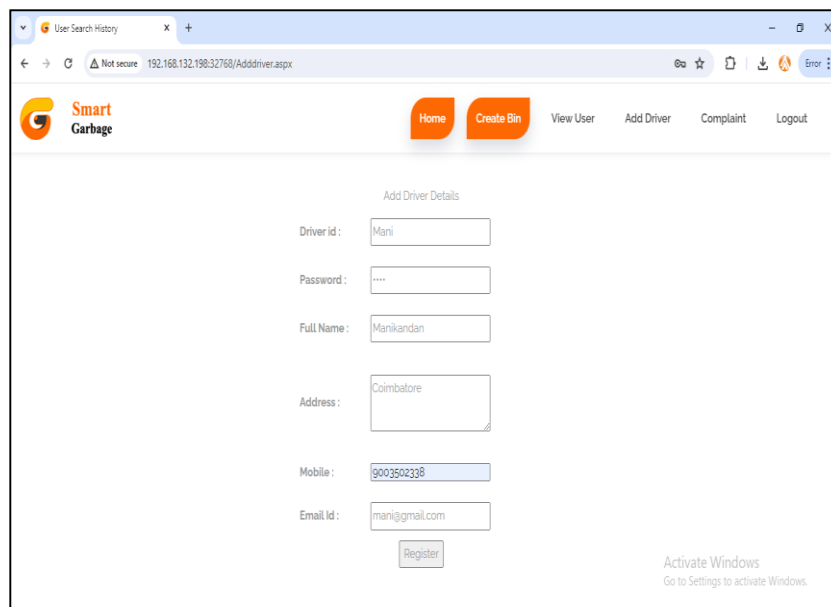 User Search History
Not secure 192.168.132.198:32768/Adddriver.aspx Error
Smart
Garbage
Home Create Bin View User Add Driver Complaint Logout
Add Driver Details
Driver id : Mani
Password : ····
Full Name : Manikandan
Address : Coimbatore
Mobile : 9003502338
Email Id : mani@gmail.com
Register
Activate Windows
Go to Settings to activate Windows.